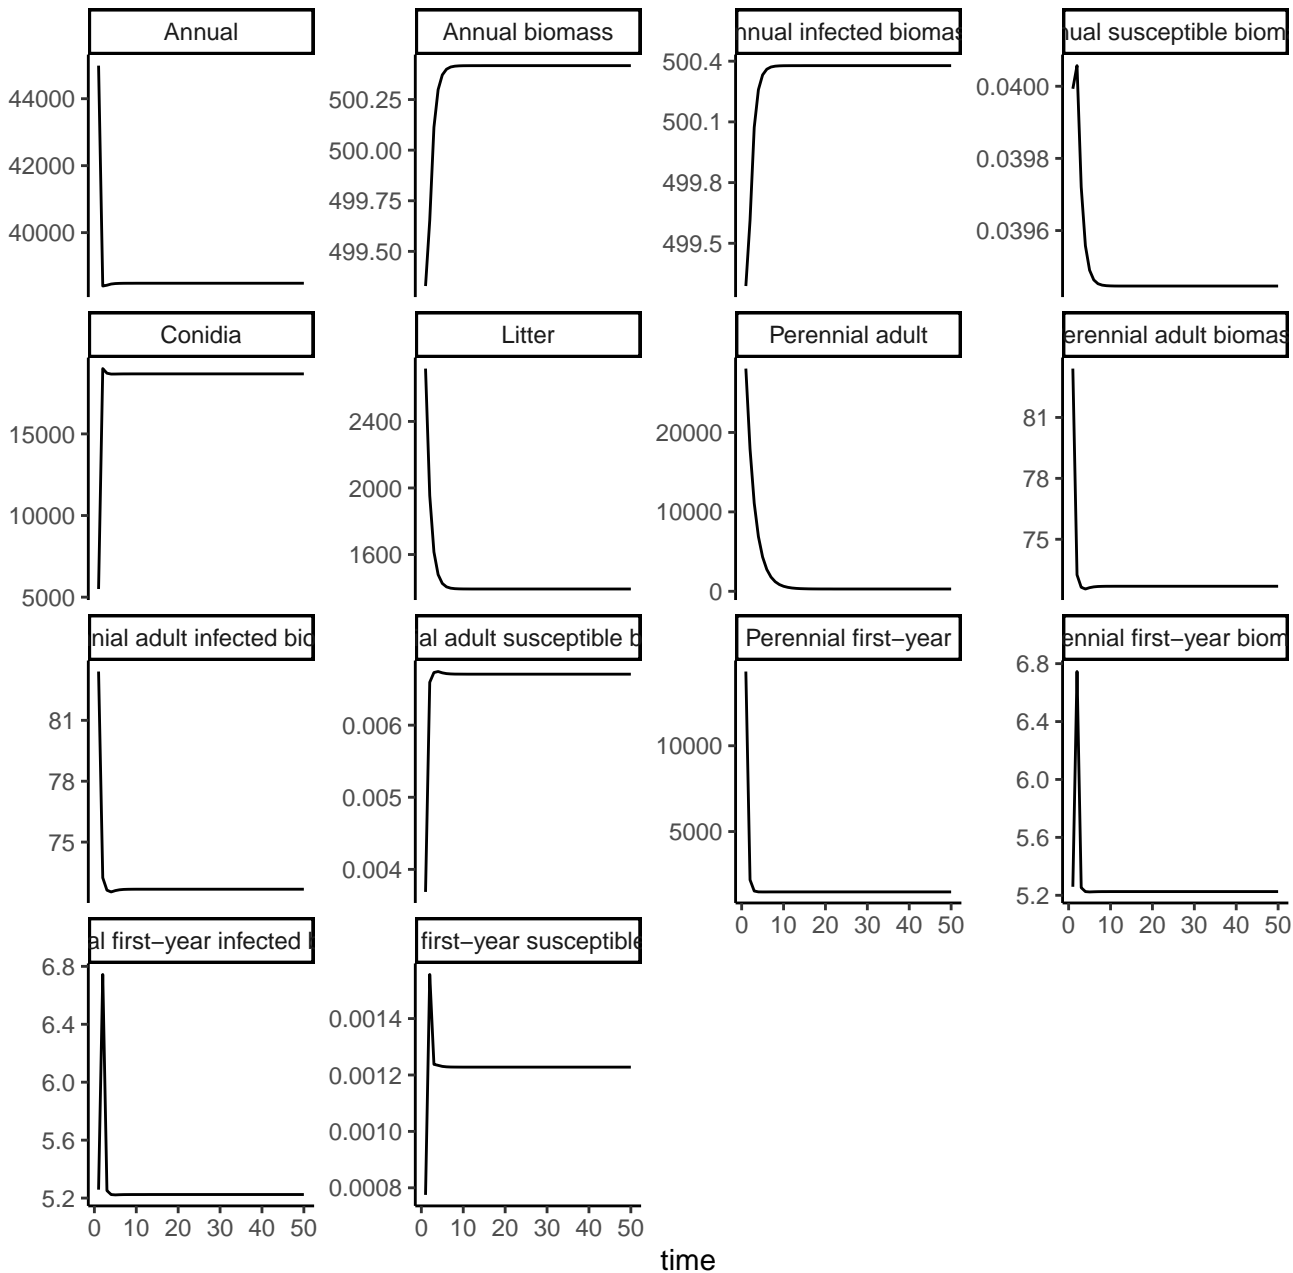 Annual
Annual biomass
nnual infected biomas
nual susceptible biom
44000
42000
40000
500.25
500.00
499.75
499.50
500.4
500.1
499.8
499.5
0.0400
0.0398
0.0396
Conidia
Litter
Perennial adult
erennial adult biomas
15000
10000
5000
2400
2000
1600
20000
10000
0
81
78
75
nial adult infected bio
al adult susceptible b
Perennial first−year
ennial first−year biom
81
78
75
0.006
0.005
0.004
10000
5000
6.8
6.4
6.0
5.6
5.2
0 10 20 30 40 50
0 10 20 30 40 50
al first−year infected b
first−year susceptible
6.8
6.4
6.0
5.6
5.2
0.0014
0.0012
0.0010
0.0008
0 10 20 30 40 50
0 10 20 30 40 50
time